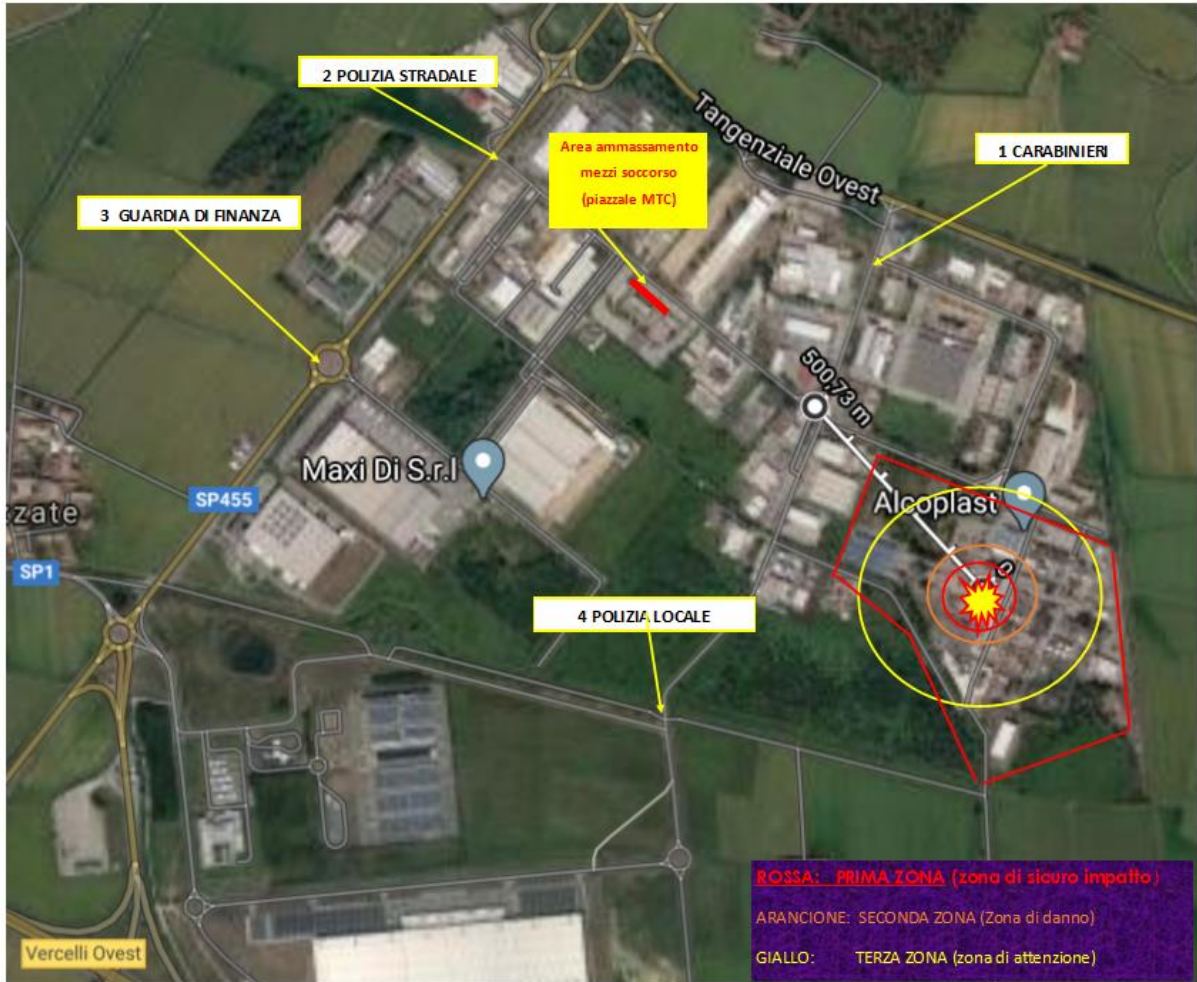 2 POLIZIA STRADALE
Tangenziale Ovest
Area ammassamento
mezzi soccorso
(piazzale MTC)
1 CARABINIERI
3 GUARDIA DI FINANZA
500,73 m
Maxi Di S.r.l
Alcoplast
SP455
zzate
SP1
0
4 POLIZIA LOCALE
ROSSA: PRIMA ZONA (zona di sicuro impatto)
ARANCIONE: SECONDA ZONA (Zona di danno)
GIALLO: TERZA ZONA (zona di attenzione)
Vercelli Ovest